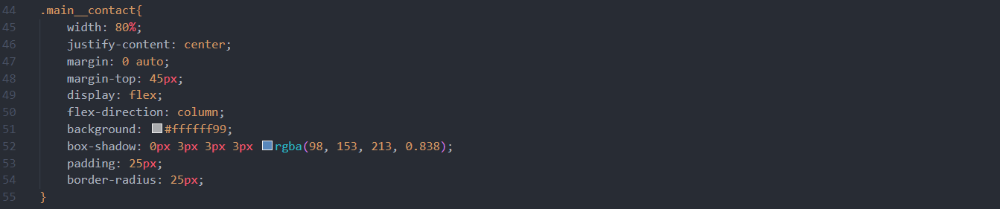 44 .main__contact{
45 width: 80%;
46 justify-content: center;
47 margin: 0 auto;
48 margin-top: 45px;
49 display: flex;
50 flex-direction: column;
51 background: #ffffff99;
52 box-shadow: 0px 3px 3px 3px rgba(98, 153, 213, 0.838);
53 padding: 25px;
54 border-radius: 25px;
55 }